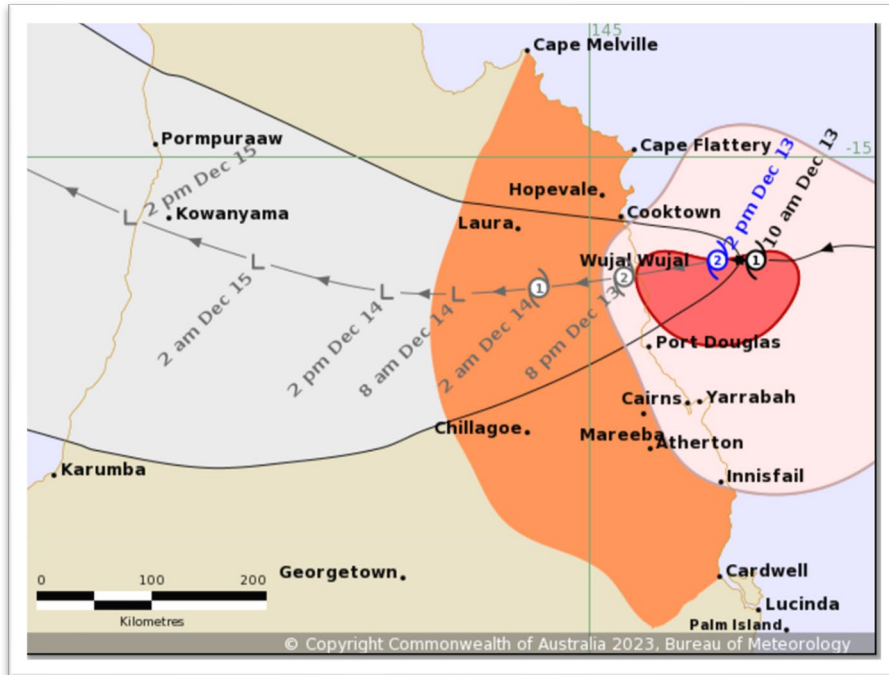 145
Cape Melville
Pormpuraaw
Cape Flattery
-15
2 pm Dec 15
2 pm Dec 13
10 am Dec 13
Hopevale
Kowanyama
Cooktown
Laura
Wujal Wujal
2
1
2
1
L
L
L
L
2 am Dec 15
2 pm Dec 14
8 am Dec 14
2 am Dec 14
8 pm Dec 13
Port Douglas
Cairns
Yarrabah
Chillagoe
Mareeba
Atherton
Karumba
Innisfail
Georgetown
Cardwell
0 100 200
Kilometres
Lucinda
Palm Island
© Copyright Commonwealth of Australia 2023, Bureau of Meteorology